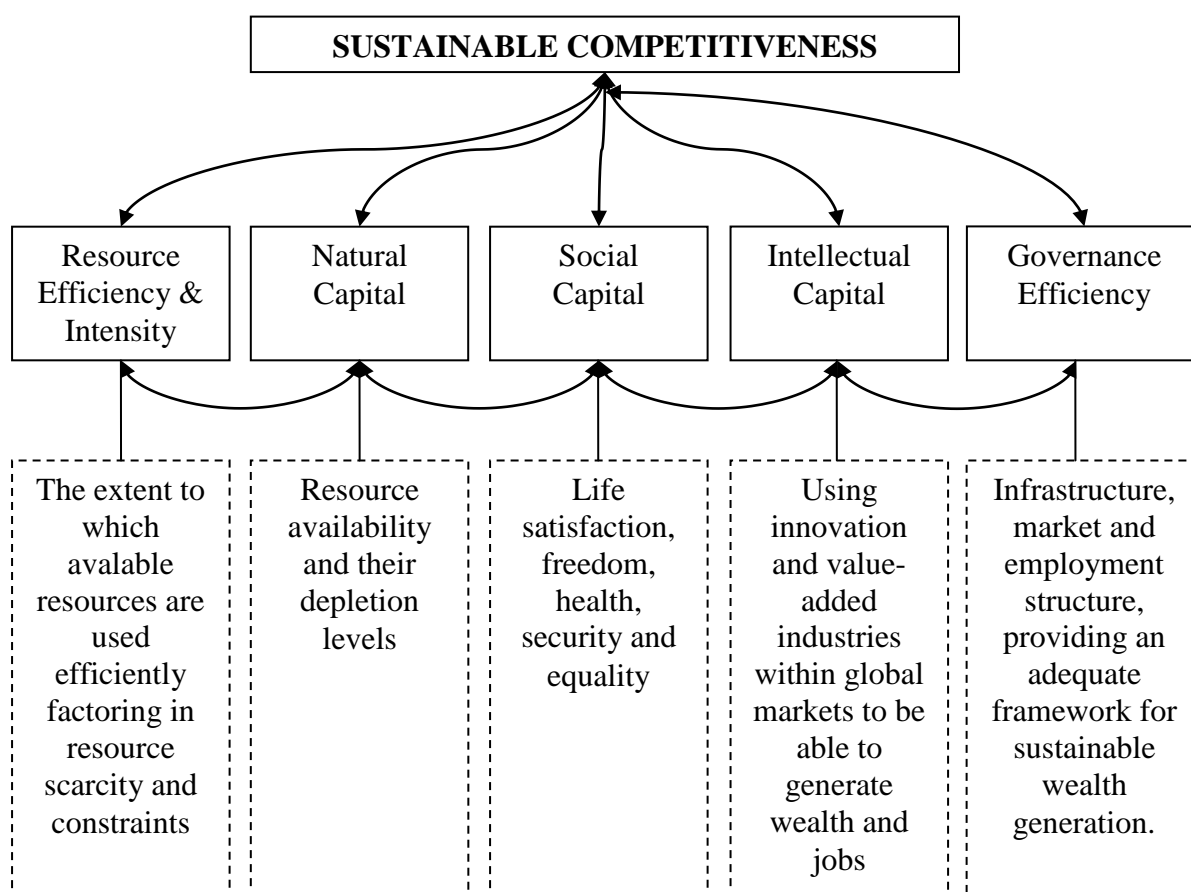 SUSTAINABLE COMPETITIVENESS
Resource
Efficiency &
Intensity
Natural
Capital
Social
Capital
Intellectual
Capital
Governance
Efficiency
The extent to
which
avalable
resources are
used
efficiently
factoring in
resource
scarcity and
constraints
Resource
availability
and their
depletion
levels
Life
satisfaction,
freedom,
health,
security and
equality
Using
innovation
and value-
added
industries
within global
markets to be
able to
generate
wealth and
jobs
Infrastructure,
market and
employment
structure,
providing an
adequate
framework for
sustainable
wealth
generation.